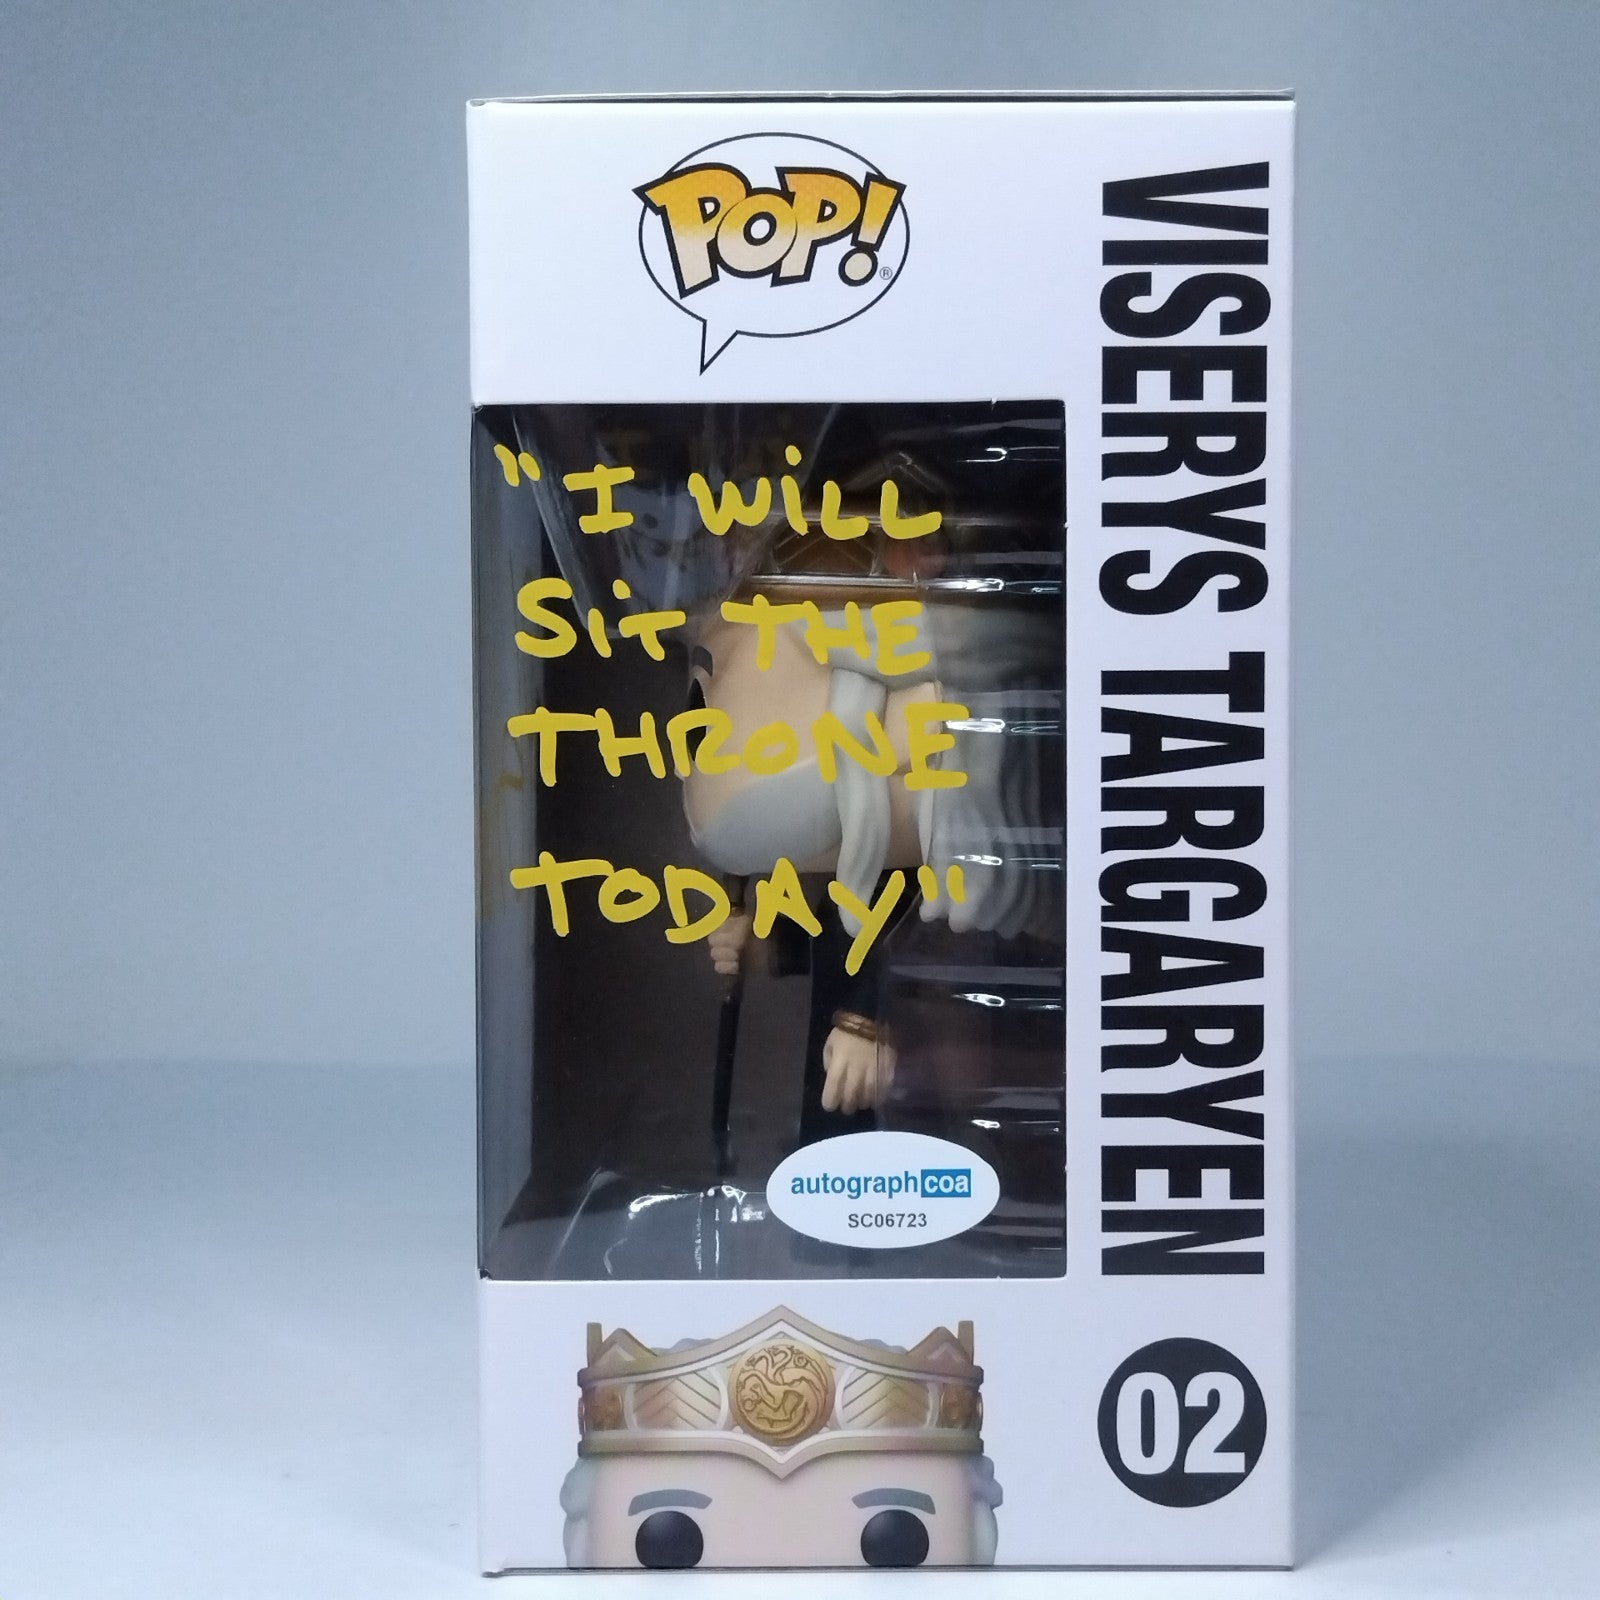 POP!®
"I WiLL
SiT THE
THRONE
TODAY"
autographcoa
SC06723
VISERYS TARGARYEN
02